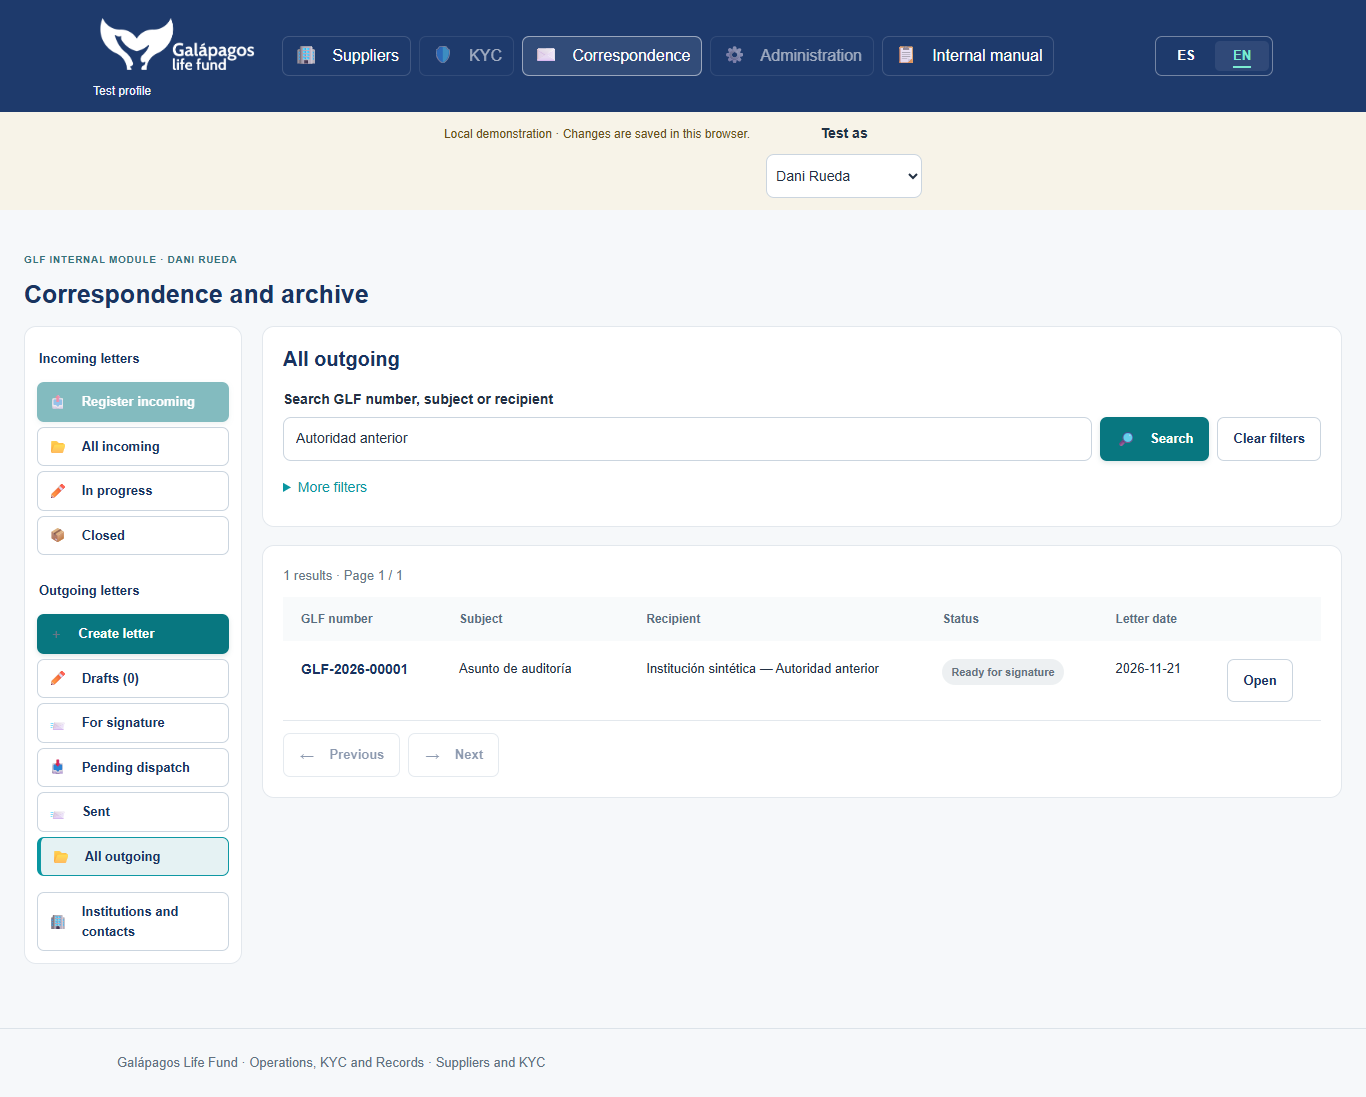 Galápagos
life fund
Test profile
Suppliers
KYC
Correspondence
Administration
Internal manual
ES
EN
Local demonstration · Changes are saved in this browser.
Test as
Dani Rueda
GLF INTERNAL MODULE · DANI RUEDA
Correspondence and archive
Incoming letters
Register incoming
All incoming
In progress
Closed
Outgoing letters
Create letter
Drafts (0)
For signature
Pending dispatch
Sent
All outgoing
Institutions and
contacts
All outgoing
Search GLF number, subject or recipient
Autoridad anterior
Search
Clear filters
More filters
1 results · Page 1 / 1
GLF number Subject Recipient Status Letter date
GLF-2026-00001 Asunto de auditoría Institución sintética — Autoridad anterior Ready for signature 2026-11-21 Open
← Previous
→ Next
Galápagos Life Fund · Operations, KYC and Records · Suppliers and KYC